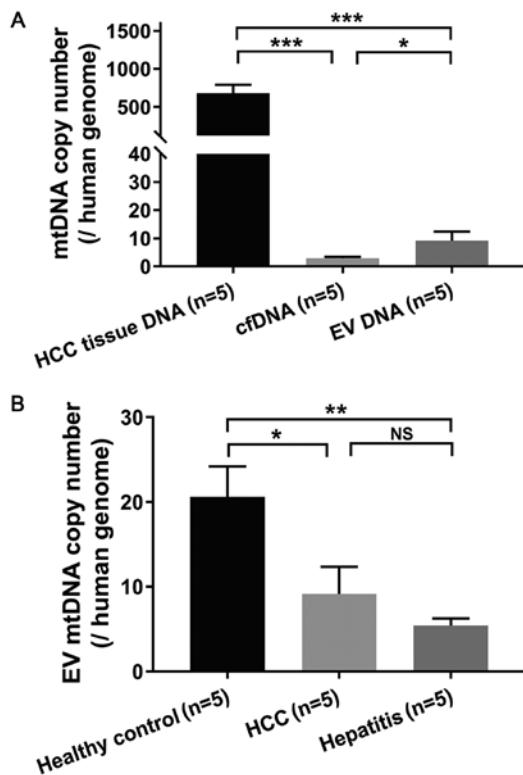 A
***
***
*
mtDNA copy number
(/ human genome)
1500
1000
500
40
30
20
10
0
HCC tissue DNA (n=5)
cfDNA (n=5)
EV DNA (n=5)
B
**
*
NS
EV mtDNA copy number
(/ human genome)
30
20
10
0
Healthy control (n=5)
HCC (n=5)
Hepatitis (n=5)